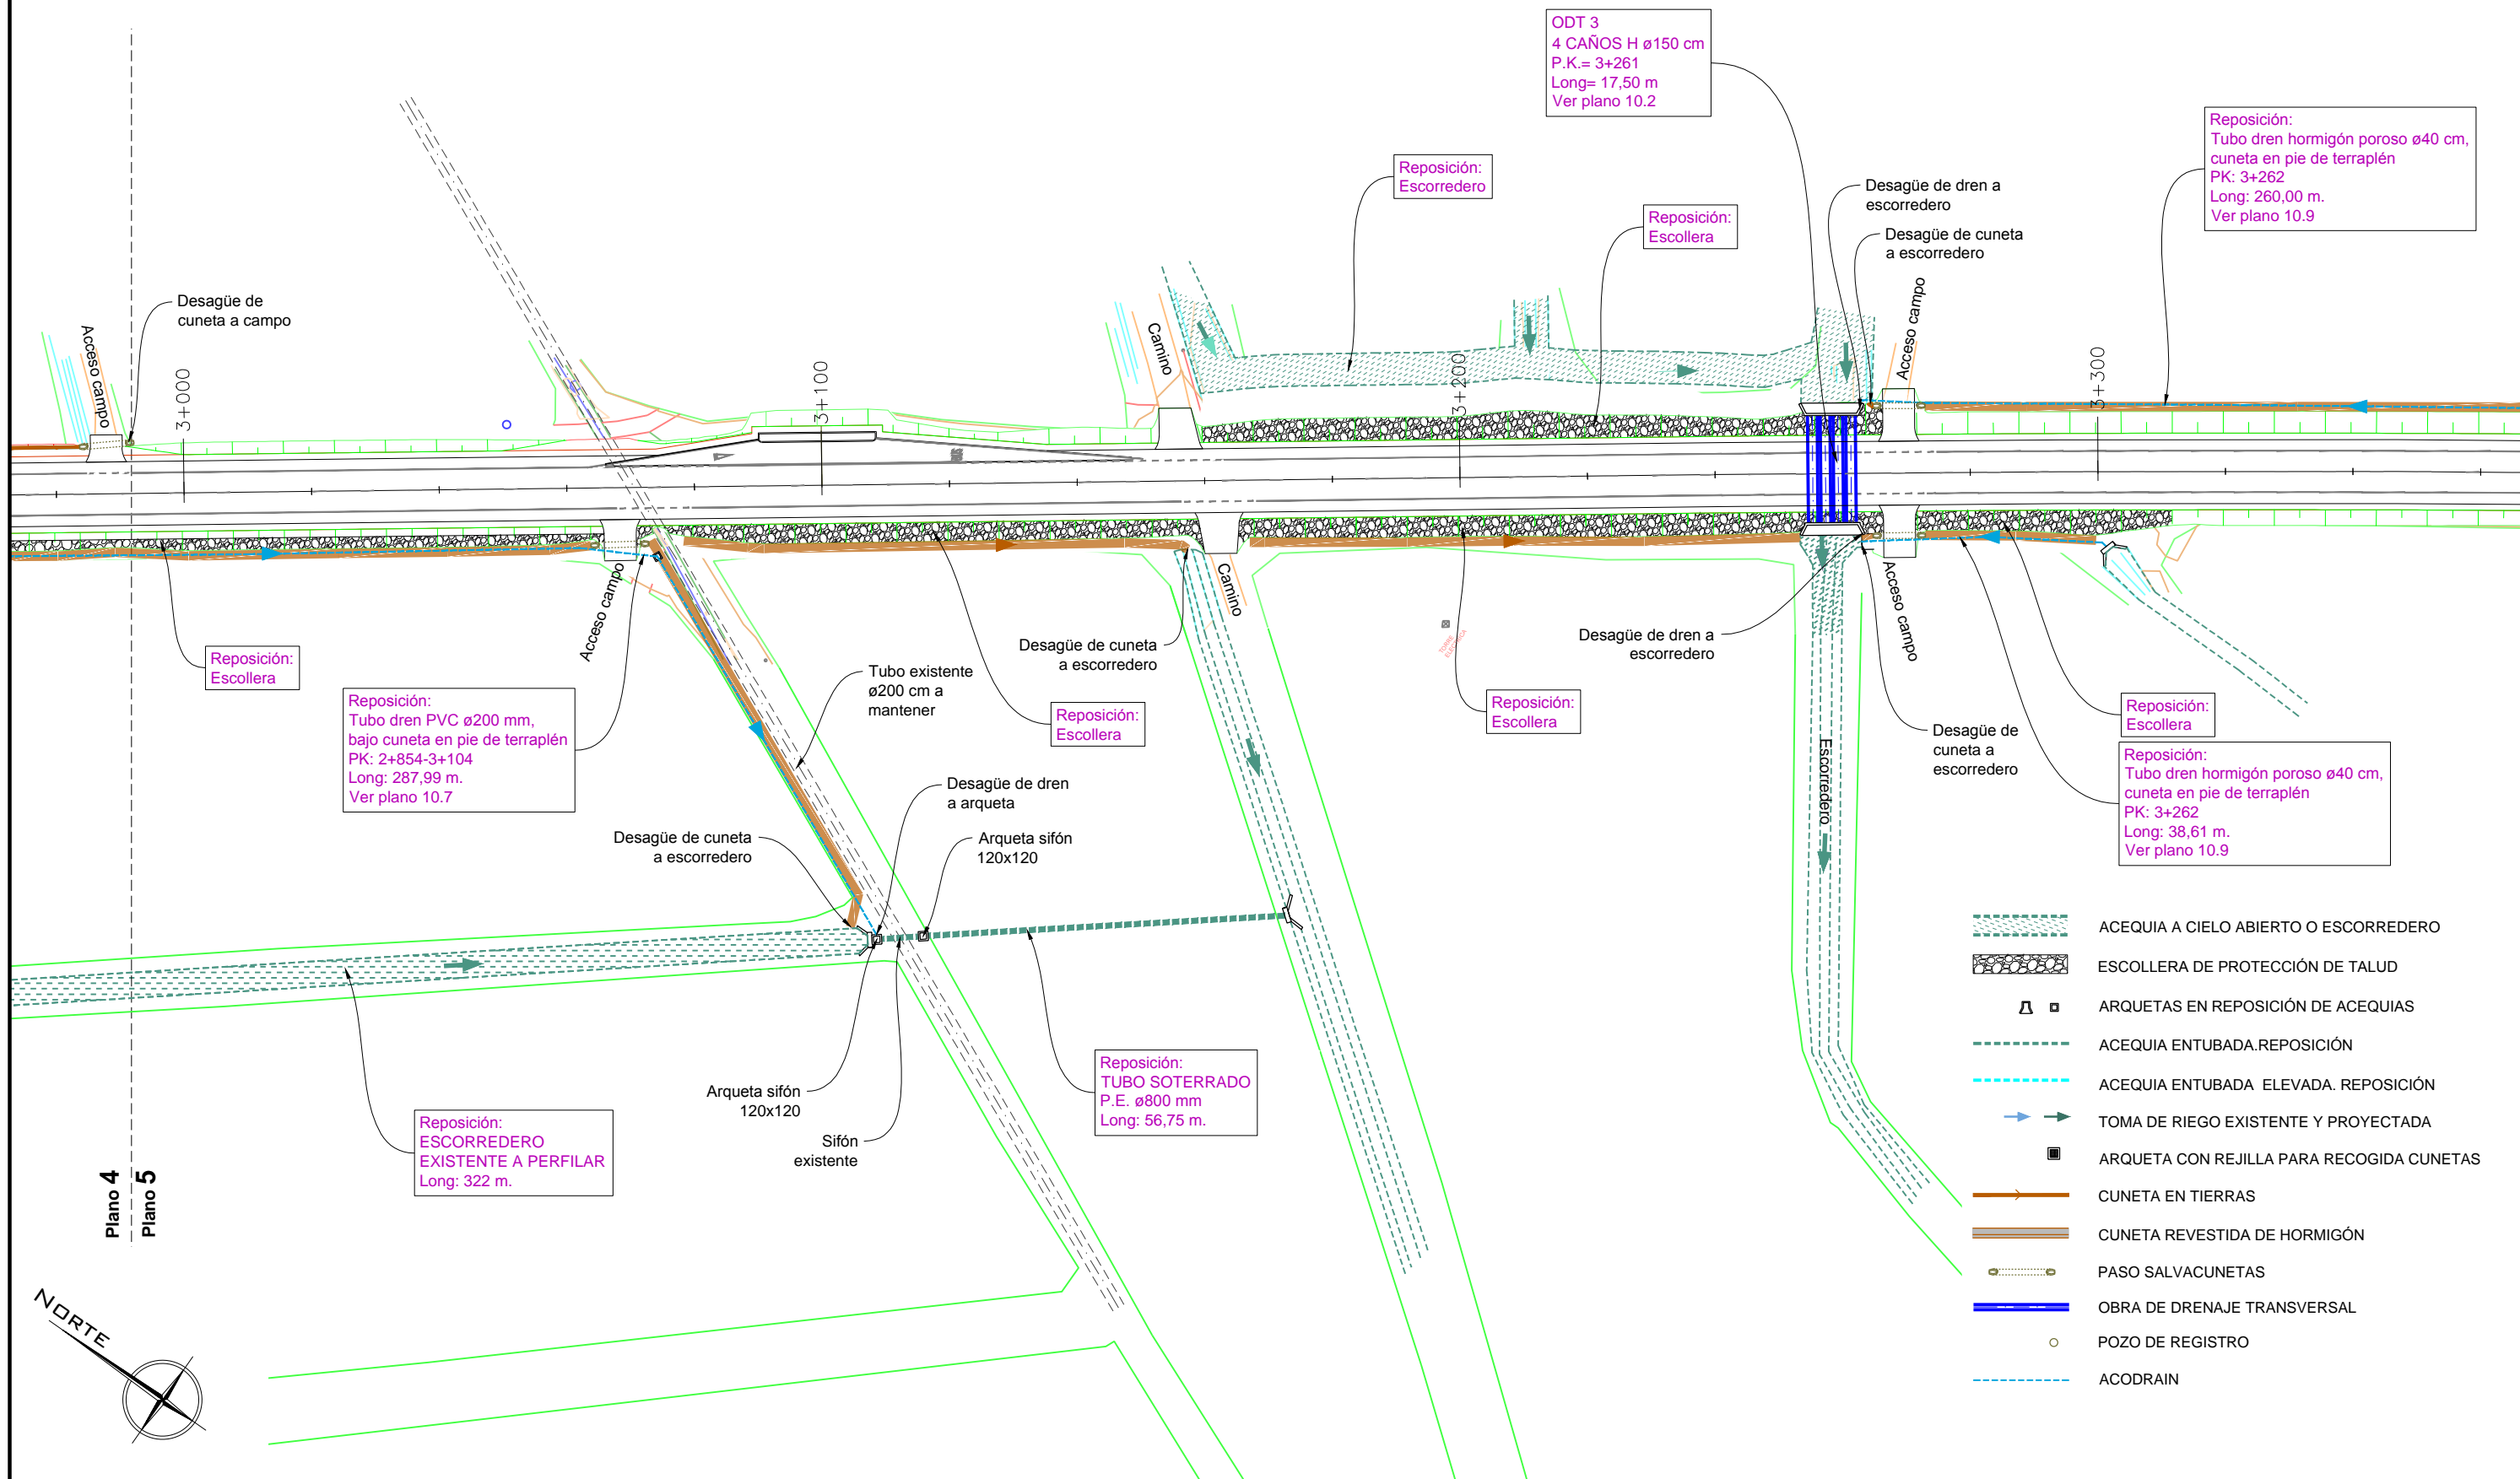 ODT 3
4 CAÑOS H ø150 cm
P.K.= 3+261
Long= 17,50 m
Ver plano 10.2
Reposición:
Tubo dren hormigón poroso ø40 cm,
cuneta en pie de terraplén
PK: 3+262
Long: 260,00 m.
Ver plano 10.9
Reposición:
Escorredero
Reposición:
Escollera
Desagüe de dren a
escorredero
Desagüe de cuneta
a escorredero
Desagüe de
cuneta a campo
Acceso campo
3+000
3+100
Camino
3+200
Acceso campo
3+300
Acceso campo
Camino
Acceso campo
TORRE
ELECTRICA
Reposición:
Escollera
Reposición:
Tubo dren PVC ø200 mm,
bajo cuneta en pie de terraplén
PK: 2+854-3+104
Long: 287,99 m.
Ver plano 10.7
Tubo existente
ø200 cm a
mantener
Desagüe de cuneta
a escorredero
Reposición:
Escollera
Reposición:
Escollera
Desagüe de dren a
escorredero
Escorredero
Desagüe de
cuneta a
escorredero
Reposición:
Escollera
Reposición:
Tubo dren hormigón poroso ø40 cm,
cuneta en pie de terraplén
PK: 3+262
Long: 38,61 m.
Ver plano 10.9
Desagüe de dren
a arqueta
Desagüe de cuneta
a escorredero
Arqueta sifón
120x120
Arqueta sifón
120x120
Sifón
existente
Reposición:
TUBO SOTERRADO
P.E. ø800 mm
Long: 56,75 m.
Reposición:
ESCORREDERO
EXISTENTE A PERFILAR
Long: 322 m.
Plano 4
Plano 5
NORTE
ACEQUIA A CIELO ABIERTO O ESCORREDERO
ESCOLLERA DE PROTECCIÓN DE TALUD
ARQUETAS EN REPOSICIÓN DE ACEQUIAS
ACEQUIA ENTUBADA.REPOSICIÓN
ACEQUIA ENTUBADA ELEVADA. REPOSICIÓN
TOMA DE RIEGO EXISTENTE Y PROYECTADA
ARQUETA CON REJILLA PARA RECOGIDA CUNETAS
CUNETA EN TIERRAS
CUNETA REVESTIDA DE HORMIGÓN
PASO SALVACUNETAS
OBRA DE DRENAJE TRANSVERSAL
POZO DE REGISTRO
ACODRAIN